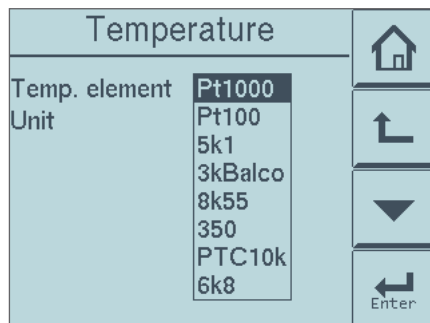 Temperature
Temp. element Pt1000
Unit Pt100
5k1
3kBalco
8k55
350
PTC10k
6k8
Enter